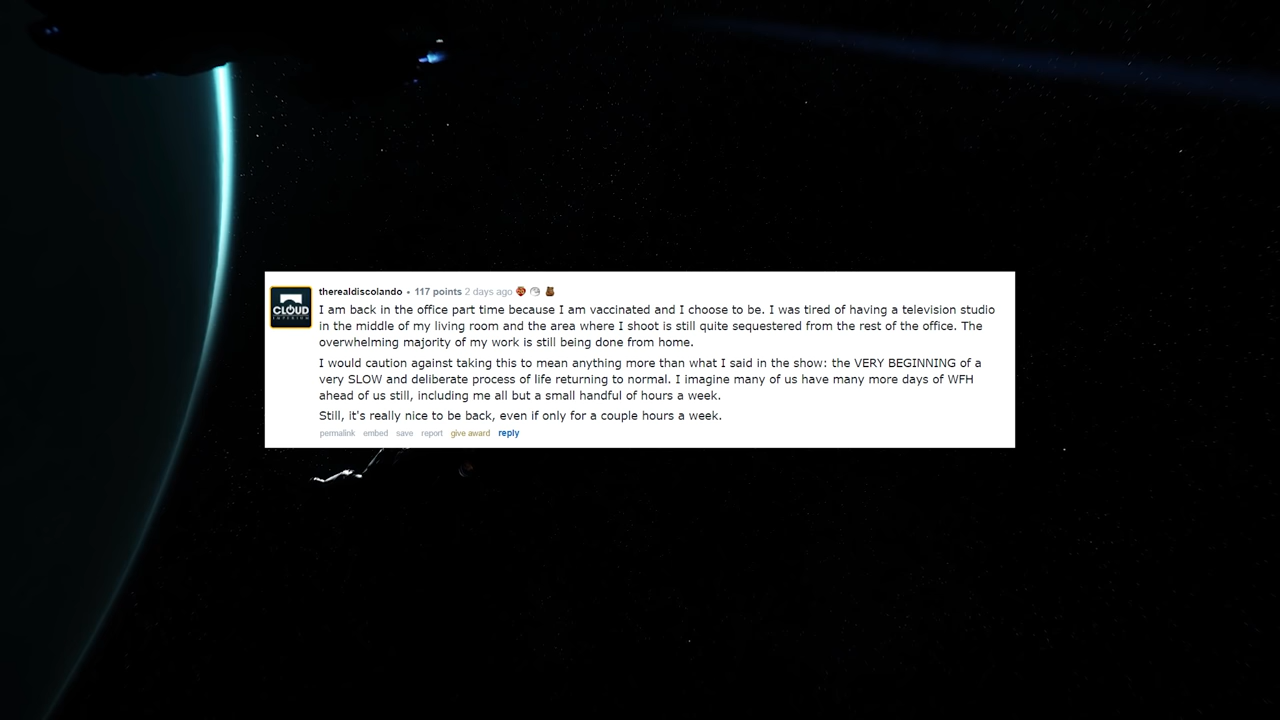 CLOUD
IMPERIUM
therealdiscolando • 117 points 2 days ago
I am back in the office part time because I am vaccinated and I choose to be. I was tired of having a television studio
in the middle of my living room and the area where I shoot is still quite sequestered from the rest of the office. The
overwhelming majority of my work is still being done from home.
I would caution against taking this to mean anything more than what I said in the show: the VERY BEGINNING of a
very SLOW and deliberate process of life returning to normal. I imagine many of us have many more days of WFH
ahead of us still, including me all but a small handful of hours a week.
Still, it's really nice to be back, even if only for a couple hours a week.
permalink embed save report give award reply